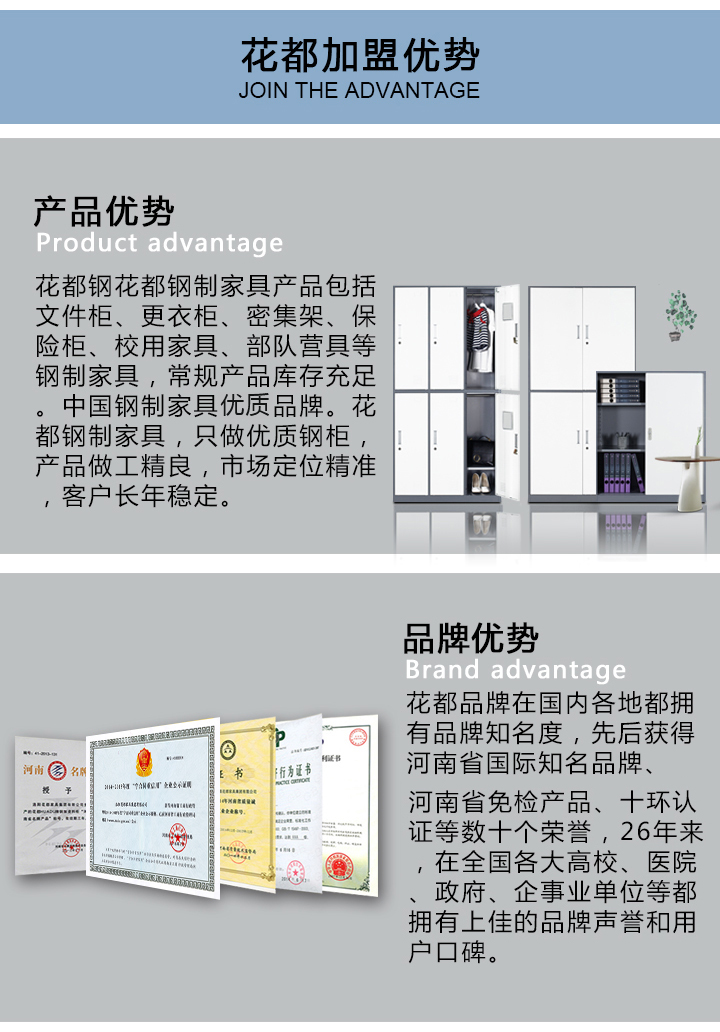 花都加盟优势
JOIN THE ADVANTAGE
产品优势
Product advantage
花都钢花都钢制家具产品包括
文件柜、更衣柜、密集架、保
险柜、校用家具、部队营具等
钢制家具，常规产品库存充足
。中国钢制家具优质品牌。花
都钢制家具，只做优质钢柜，
产品做工精良，市场定位精准
，客户长年稳定。
品牌优势
Brand advantage
花都品牌在国内各地都拥
有品牌知名度，先后获得
河南省国际知名品牌、
河南省免检产品、十环认
证等数十个荣誉，26年来
，在全国各大高校、医院
、政府、企事业单位等都
拥有上佳的品牌声誉和用
户口碑。
河南
名牌
授 予
证书
行为证书
利证书